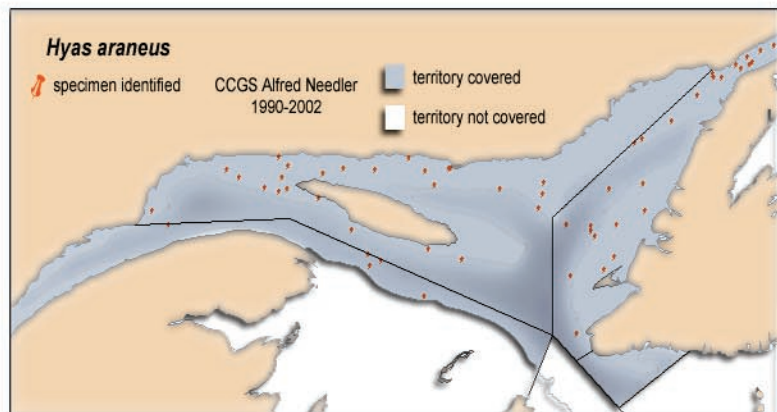 Hyas araneus
specimen identified
CCGS Alfred Needler
1990-2002
territory covered
territory not covered